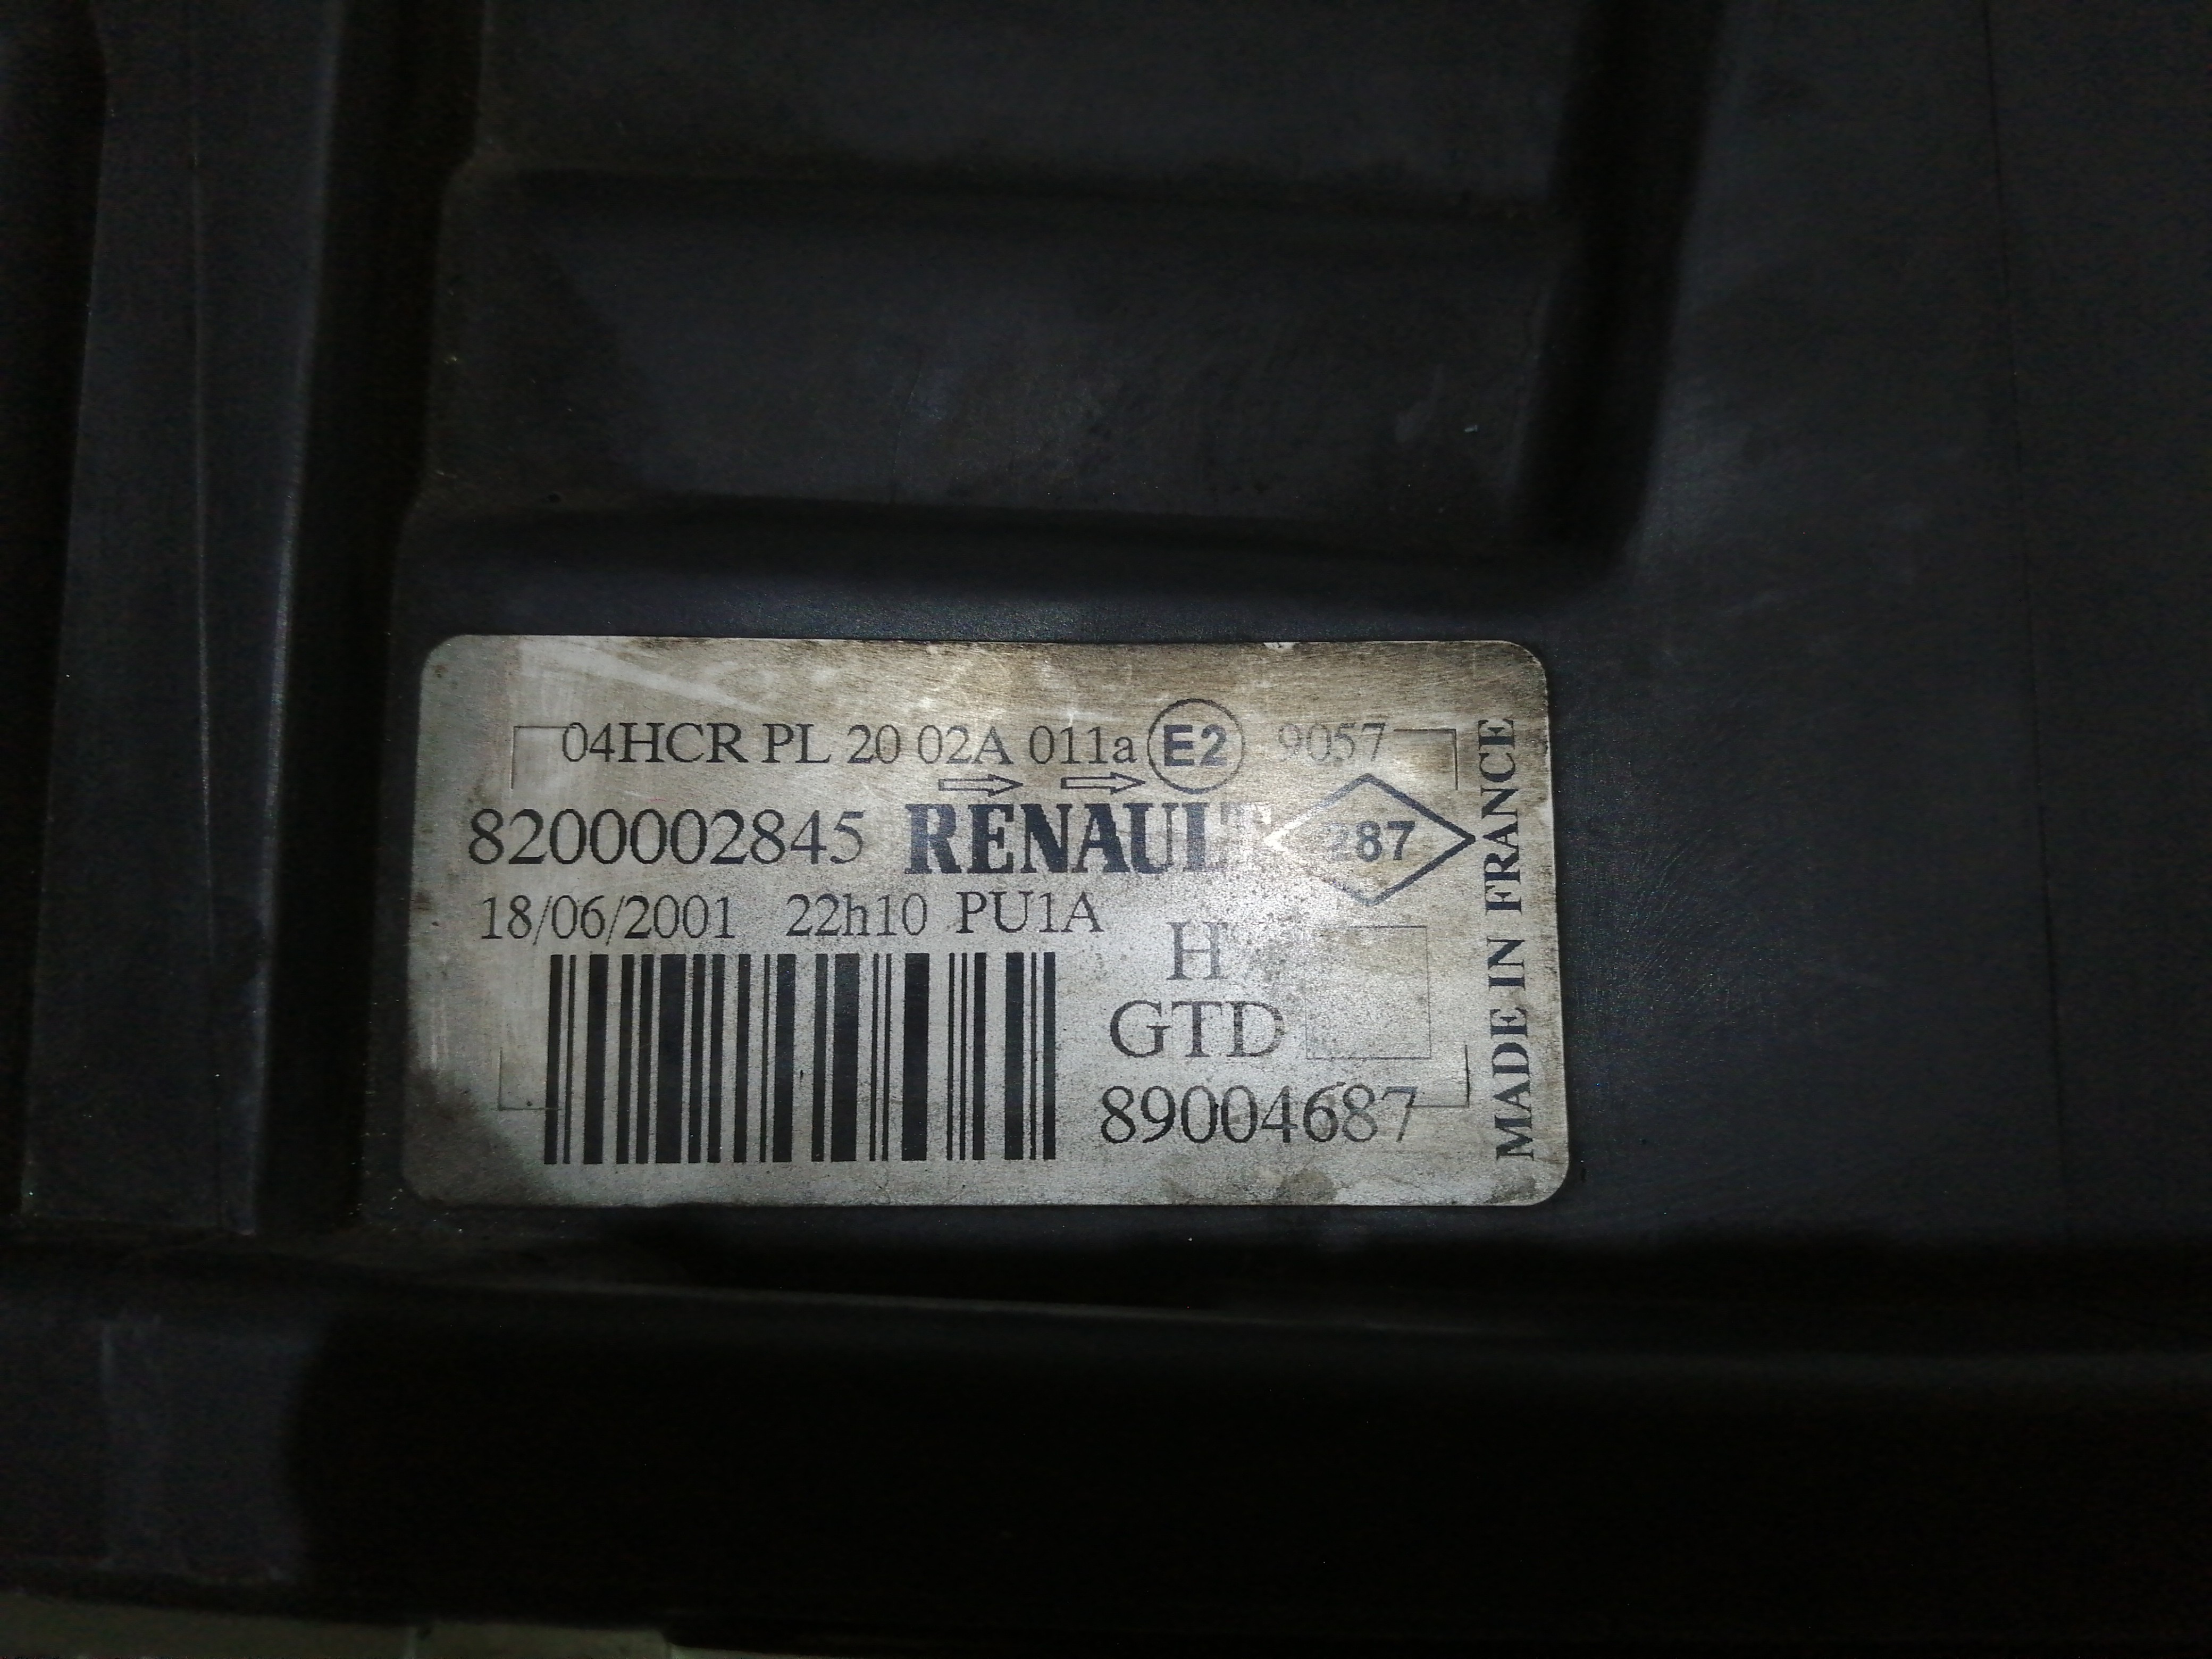 04HCR PL 20 02A 011a E2 9057
8200002845 RENAULT 287
18/06/2001 22h10 PU1A
H
GTD
89004687
MADE IN FRANCE